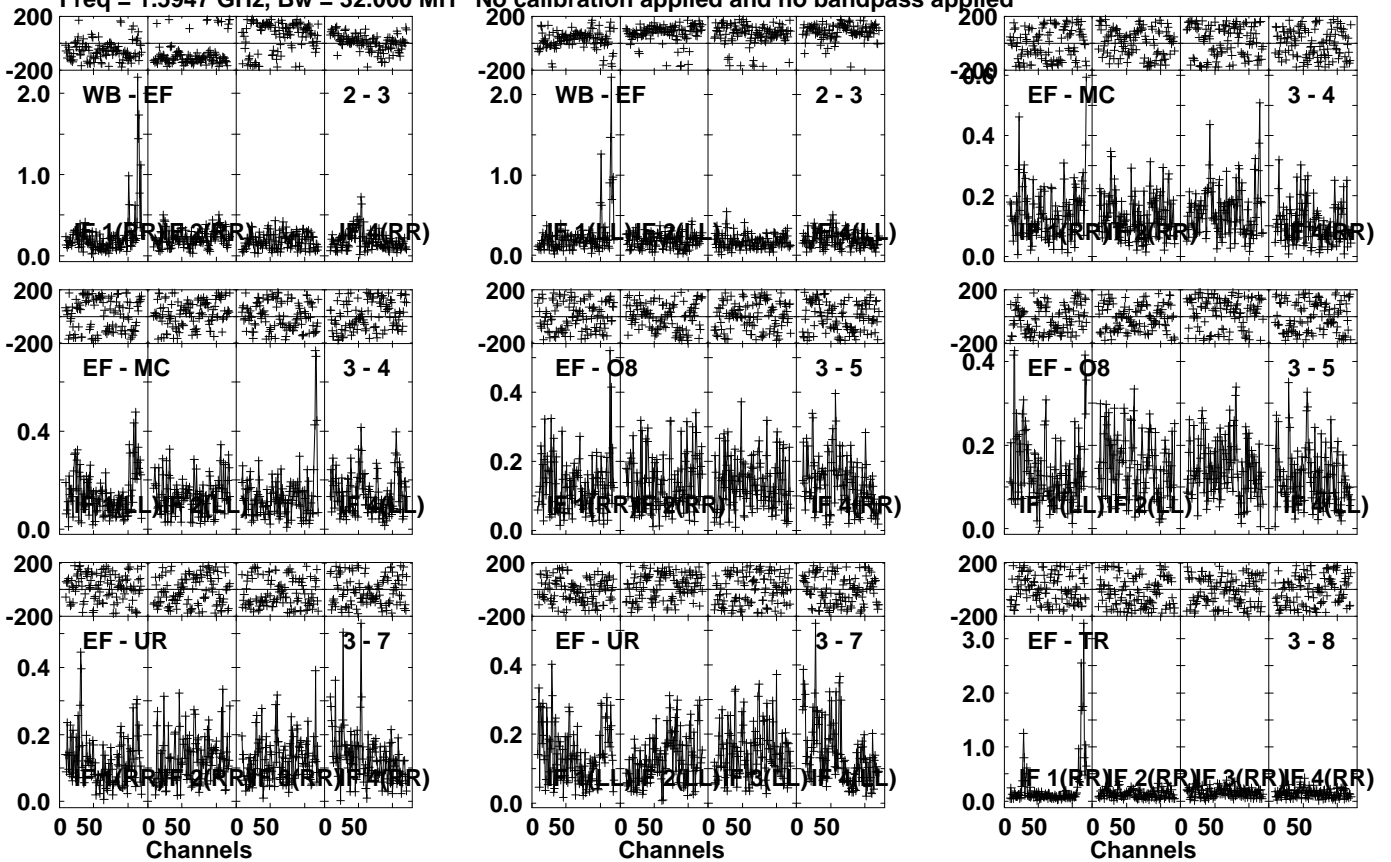 Freq = 1.5947 GHz, Bw = 32.000 MH No calibration applied and no bandpass applied
200
-200
WB - EF 2 - 3
2.0
1.0
0.0
IF 1(RR) IF 2(RR) IF 4(RR)
200
-200
WB - EF 2 - 3
2.0
1.0
0.0
IF 1(LL) IF 2(LL) IF 4(LL)
200
-200
0.6
EF - MC 3 - 4
0.4
0.2
0.0
IF 1(RR) IF 2(RR) IF 4(RR)
200
-200
EF - MC 3 - 4
0.4
0.0
IF 1(LL) IF 2(LL) IF 4(LL)
200
-200
EF - O8 3 - 5
0.4
0.2
0.0
IF 1(RR) IF 2(RR) IF 4(RR)
200
-200
0.4
EF - O8 3 - 5
0.2
0.0
IF 1(LL) IF 2(LL) IF 4(LL)
200
-200
EF - UR 3 - 7
0.4
0.2
0.0
IF 1(RR) IF 2(RR) IF 3(RR) IF 4(RR)
0 50 0 50 0 50 0 50
Channels
200
-200
EF - UR 3 - 7
0.4
0.2
0.0
IF 1(LL) IF 2(LL) IF 3(LL) IF 4(LL)
0 50 0 50 0 50 0 50
Channels
200
-200
EF - TR 3 - 8
3.0
2.0
1.0
0.0
IF 1(RR) IF 2(RR) IF 3(RR) IF 4(RR)
0 50 0 50 0 50 0 50
Channels